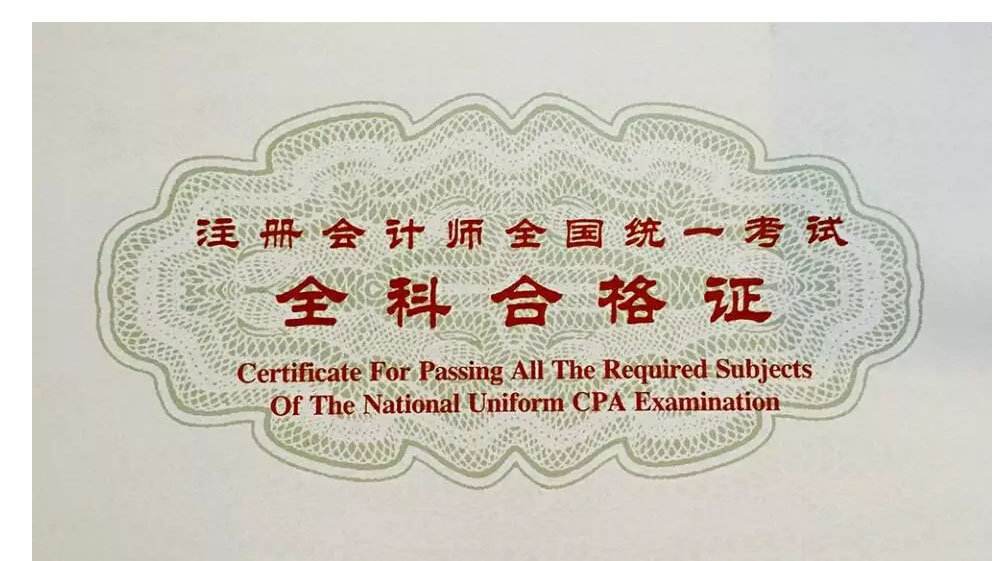 注册会计师全国统一考试
全科合格证
Certificate For Passing All The Required Subjects
Of The National Uniform CPA Examination